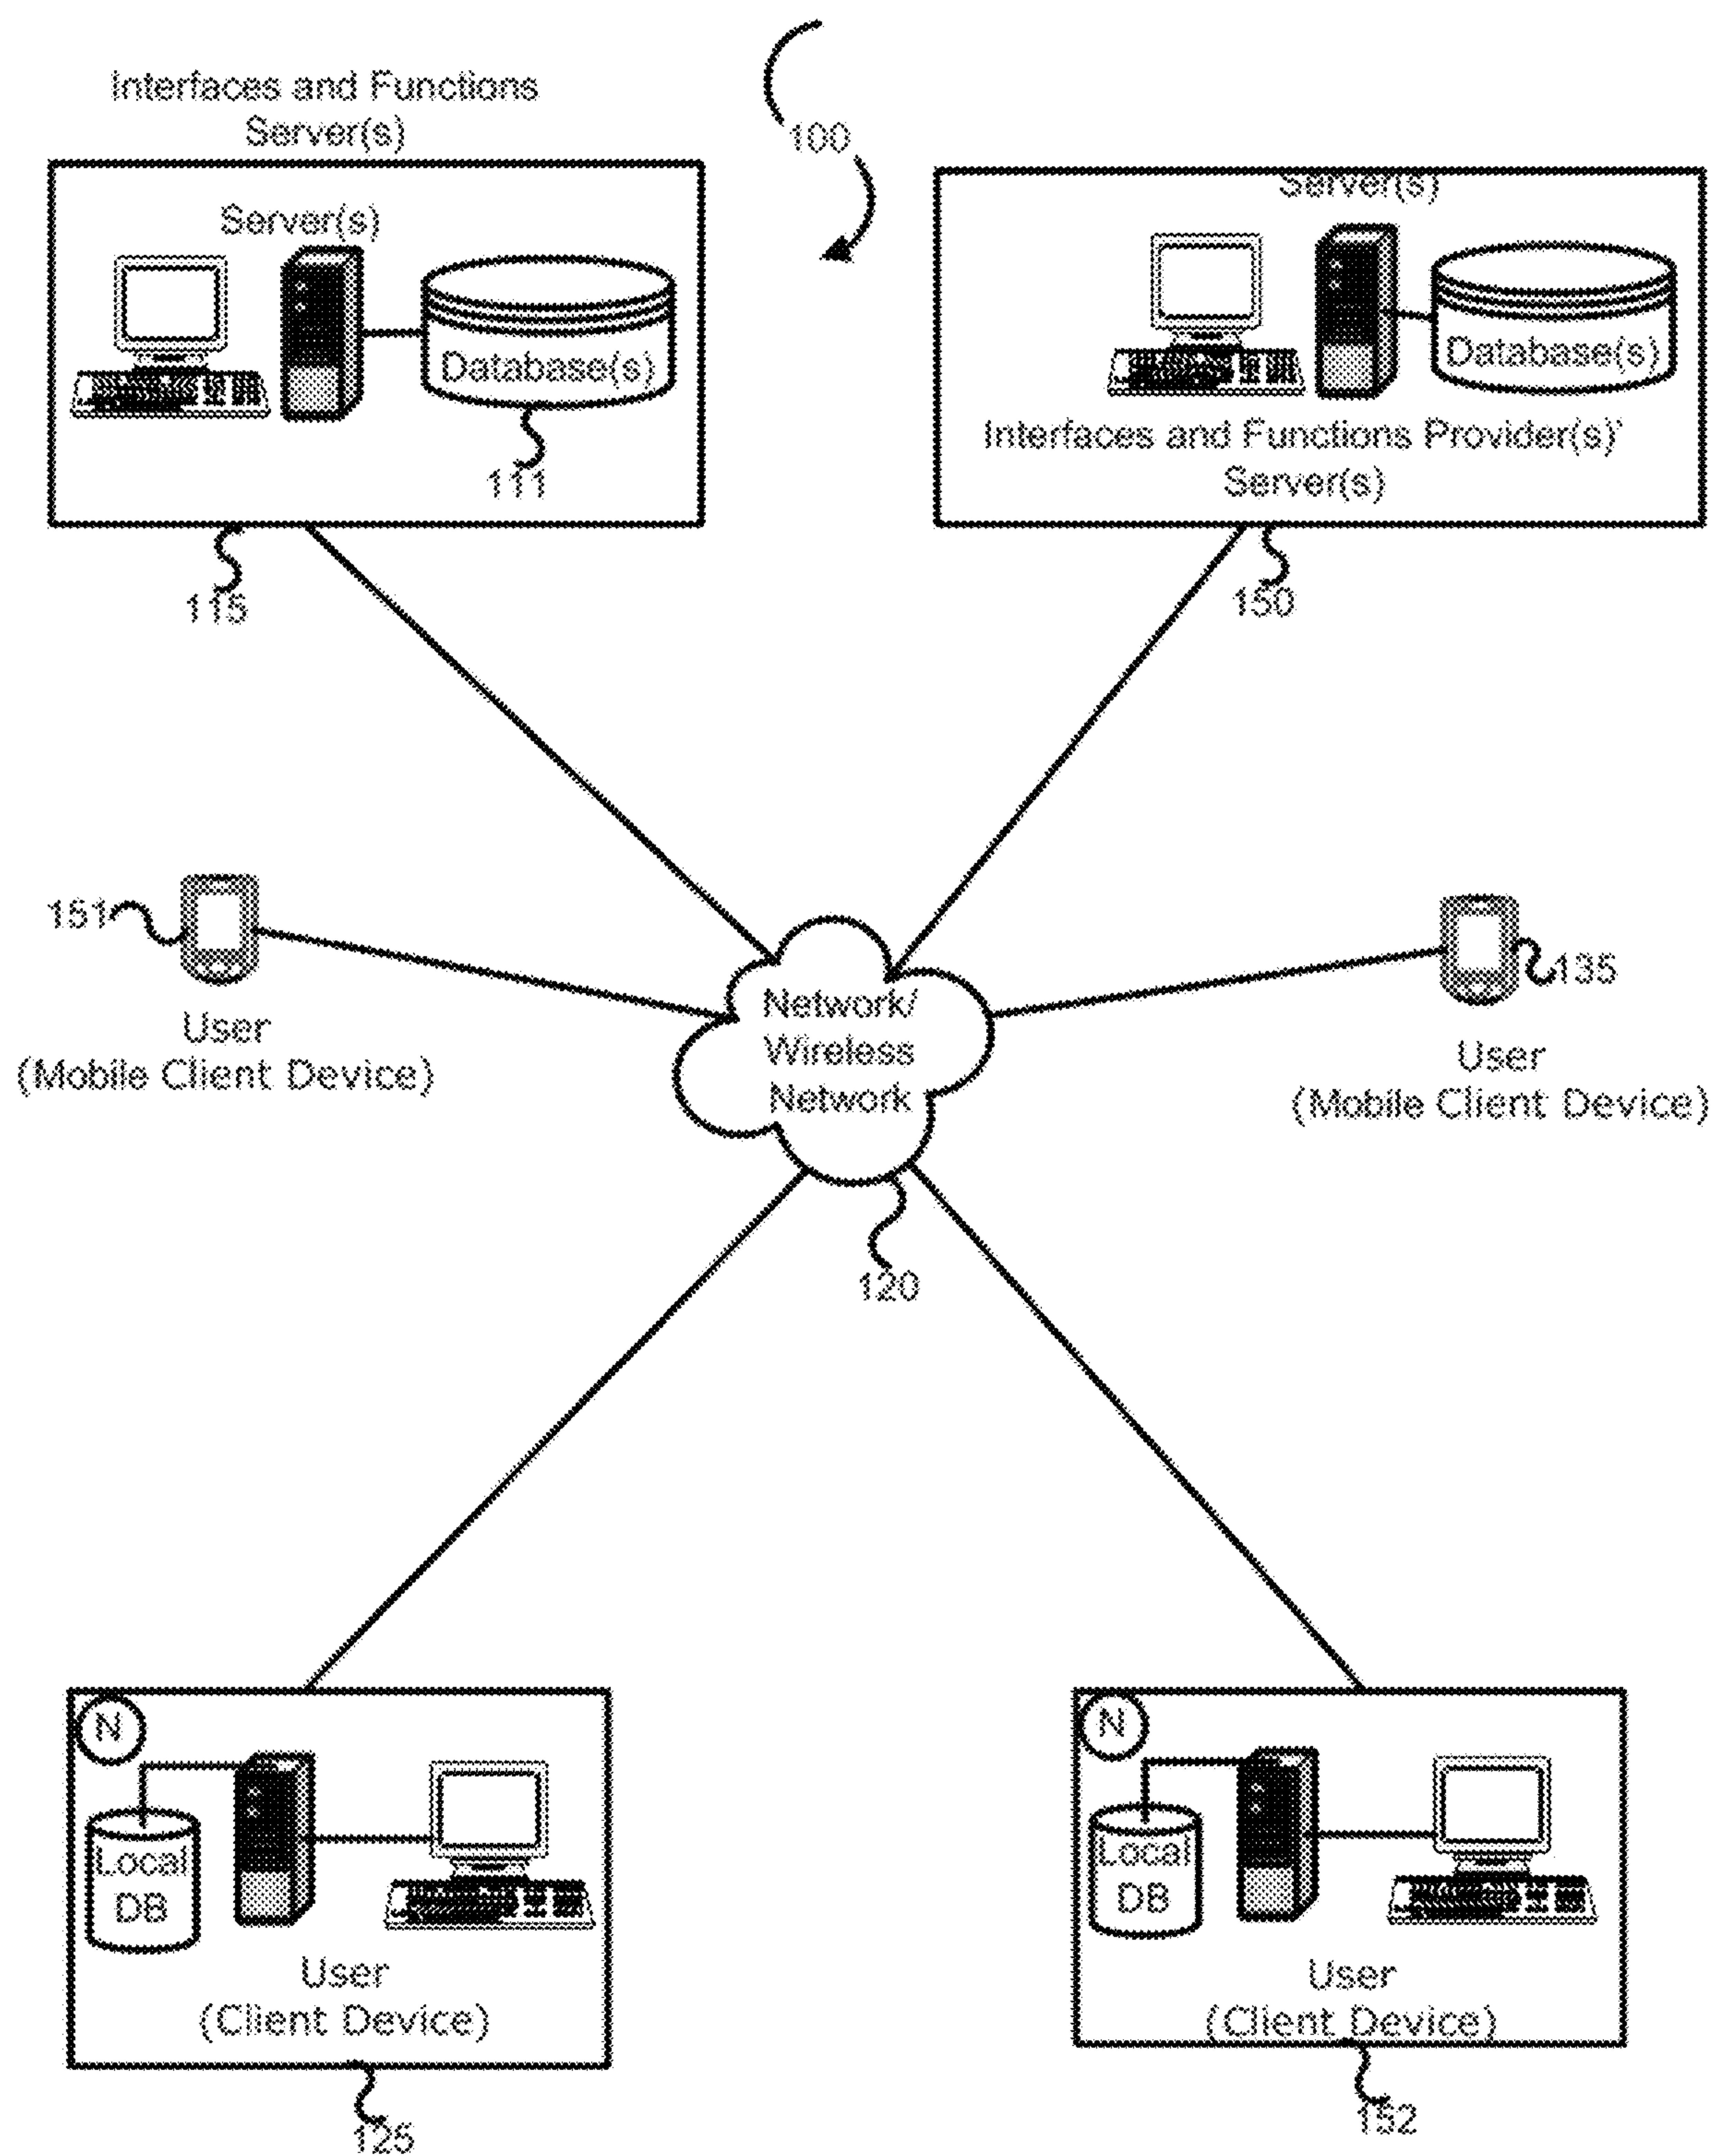 Interfaces and Functions
Server(s)
100
Server(s)
Database(s)
111
115
Server(s)
Database(s)
Interfaces and Functions Provider(s)'
Server(s)
150
151
User
(Mobile Client Device)
Network/
Wireless
Network
120
135
User
(Mobile Client Device)
N
Local
DB
User
(Client Device)
125
N
Local
DB
User
(Client Device)
152